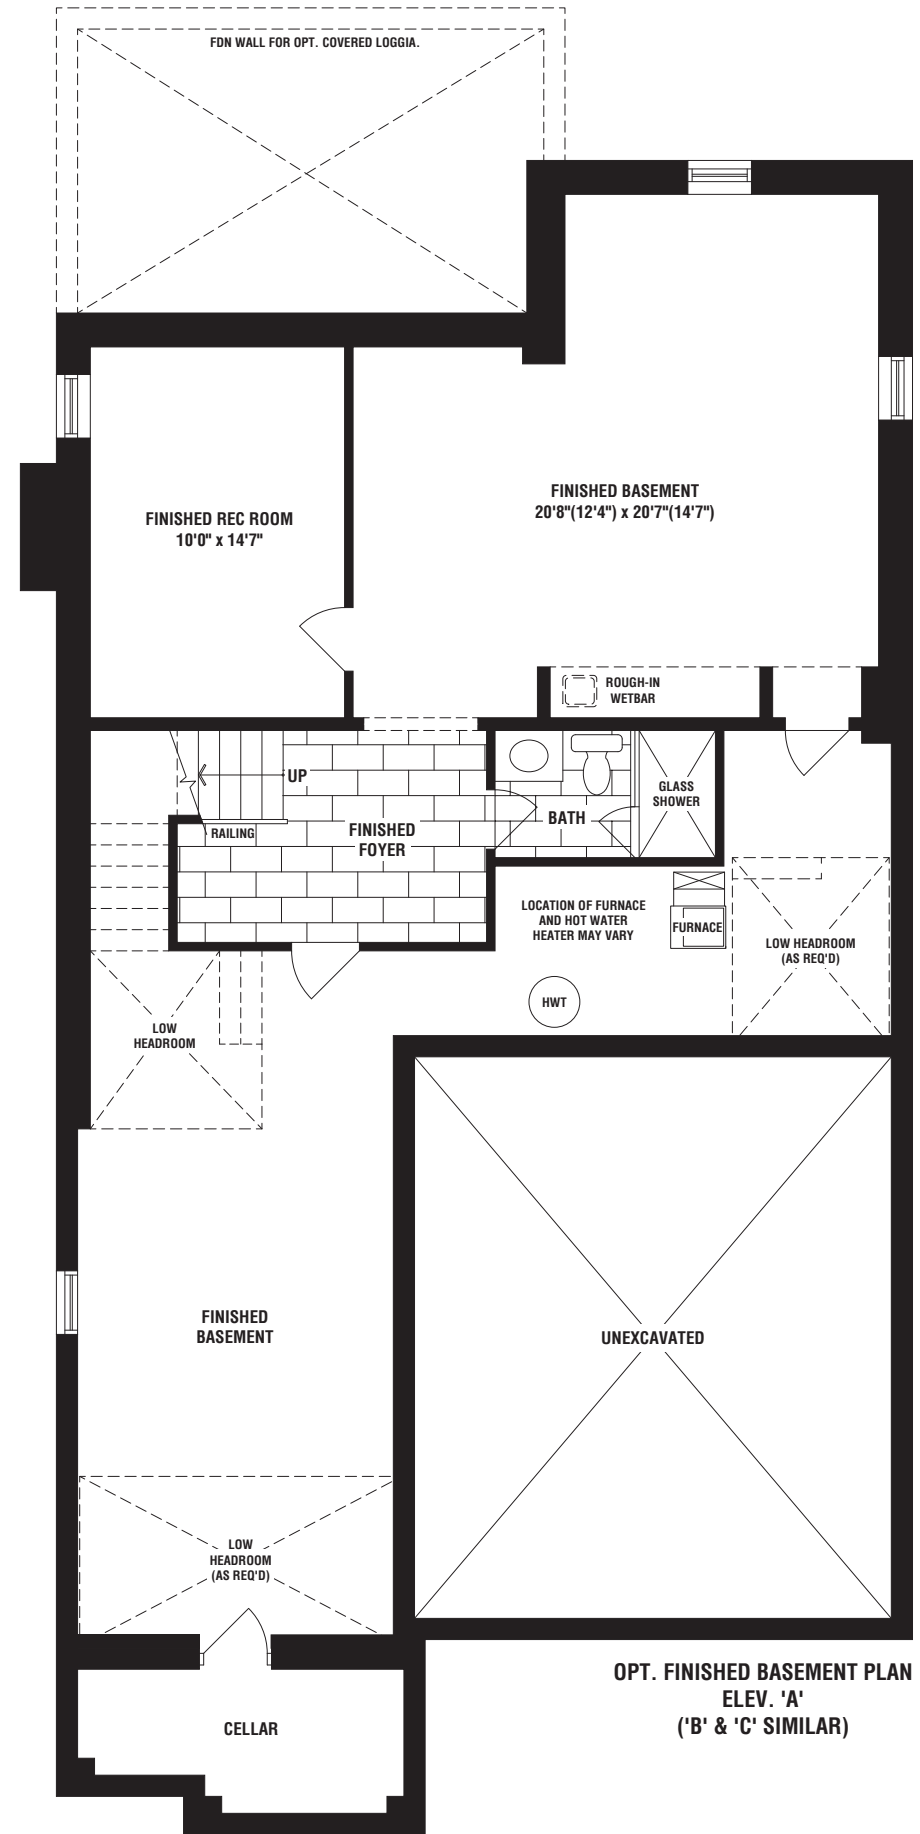 FDN WALL FOR OPT. COVERED LOGGIA.
FINISHED BASEMENT
20'8"(12'4") x 20'7"(14'7")
FINISHED REC ROOM
10'0" x 14'7"
ROUGH-IN
WETBAR
UP
RAILING
FINISHED
FOYER
BATH
GLASS
SHOWER
LOCATION OF FURNACE
AND HOT WATER
HEATER MAY VARY
FURNACE
LOW HEADROOM
(AS REQ'D)
HWT
LOW
HEADROOM
FINISHED
BASEMENT
UNEXCAVATED
LOW
HEADROOM
(AS REQ'D)
CELLAR
OPT. FINISHED BASEMENT PLAN
ELEV. 'A'
('B' & 'C' SIMILAR)